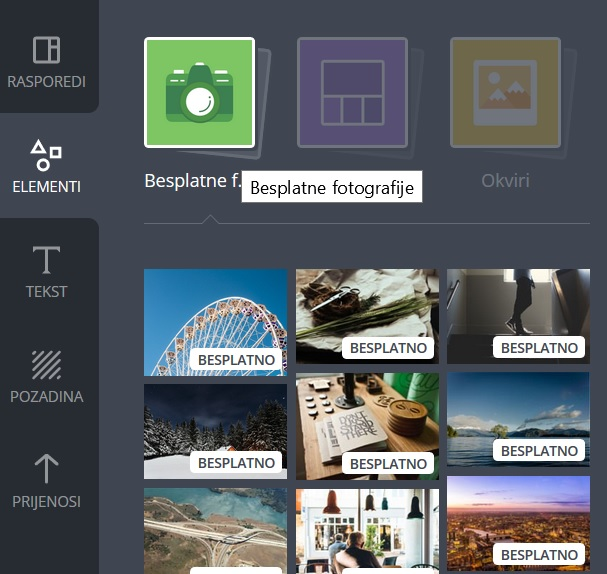 RASPOREDI
ELEMENTI
TEKST
POZADINA
PRIJENOSI
Besplatne f.
Besplatne fotografije
Okviri
BESPLATNO
BESPLATNO
BESPLATNO
BESPLATNO
BESPLATNO
BESPLATNO
BESPLATNO